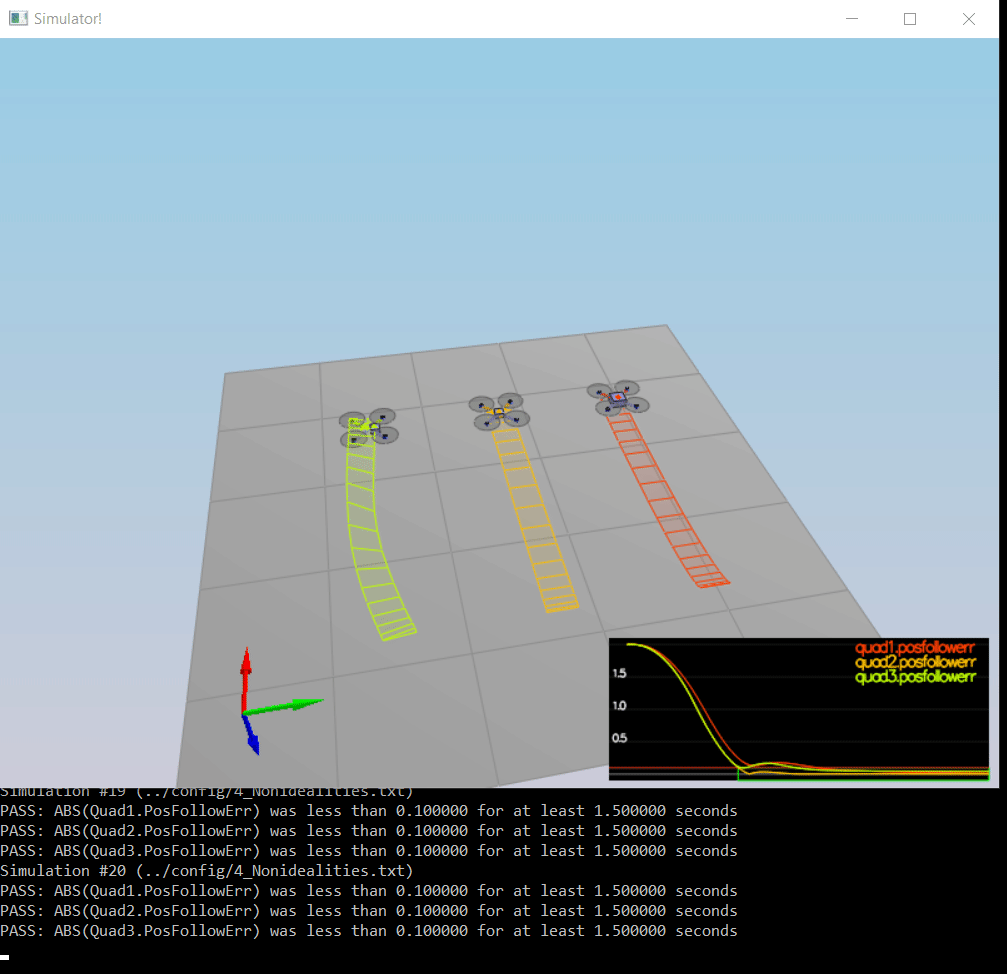 Simulator!
quad1.posfollowerr
quad2.posfollowerr
quad3.posfollowerr
1.5
1.0
0.5
Simulation #19 (../config/4_Nonidealities.txt)
PASS: ABS(Quad1.PosFollowErr) was less than 0.100000 for at least 1.500000 seconds
PASS: ABS(Quad2.PosFollowErr) was less than 0.100000 for at least 1.500000 seconds
PASS: ABS(Quad3.PosFollowErr) was less than 0.100000 for at least 1.500000 seconds
Simulation #20 (../config/4_Nonidealities.txt)
PASS: ABS(Quad1.PosFollowErr) was less than 0.100000 for at least 1.500000 seconds
PASS: ABS(Quad2.PosFollowErr) was less than 0.100000 for at least 1.500000 seconds
PASS: ABS(Quad3.PosFollowErr) was less than 0.100000 for at least 1.500000 seconds